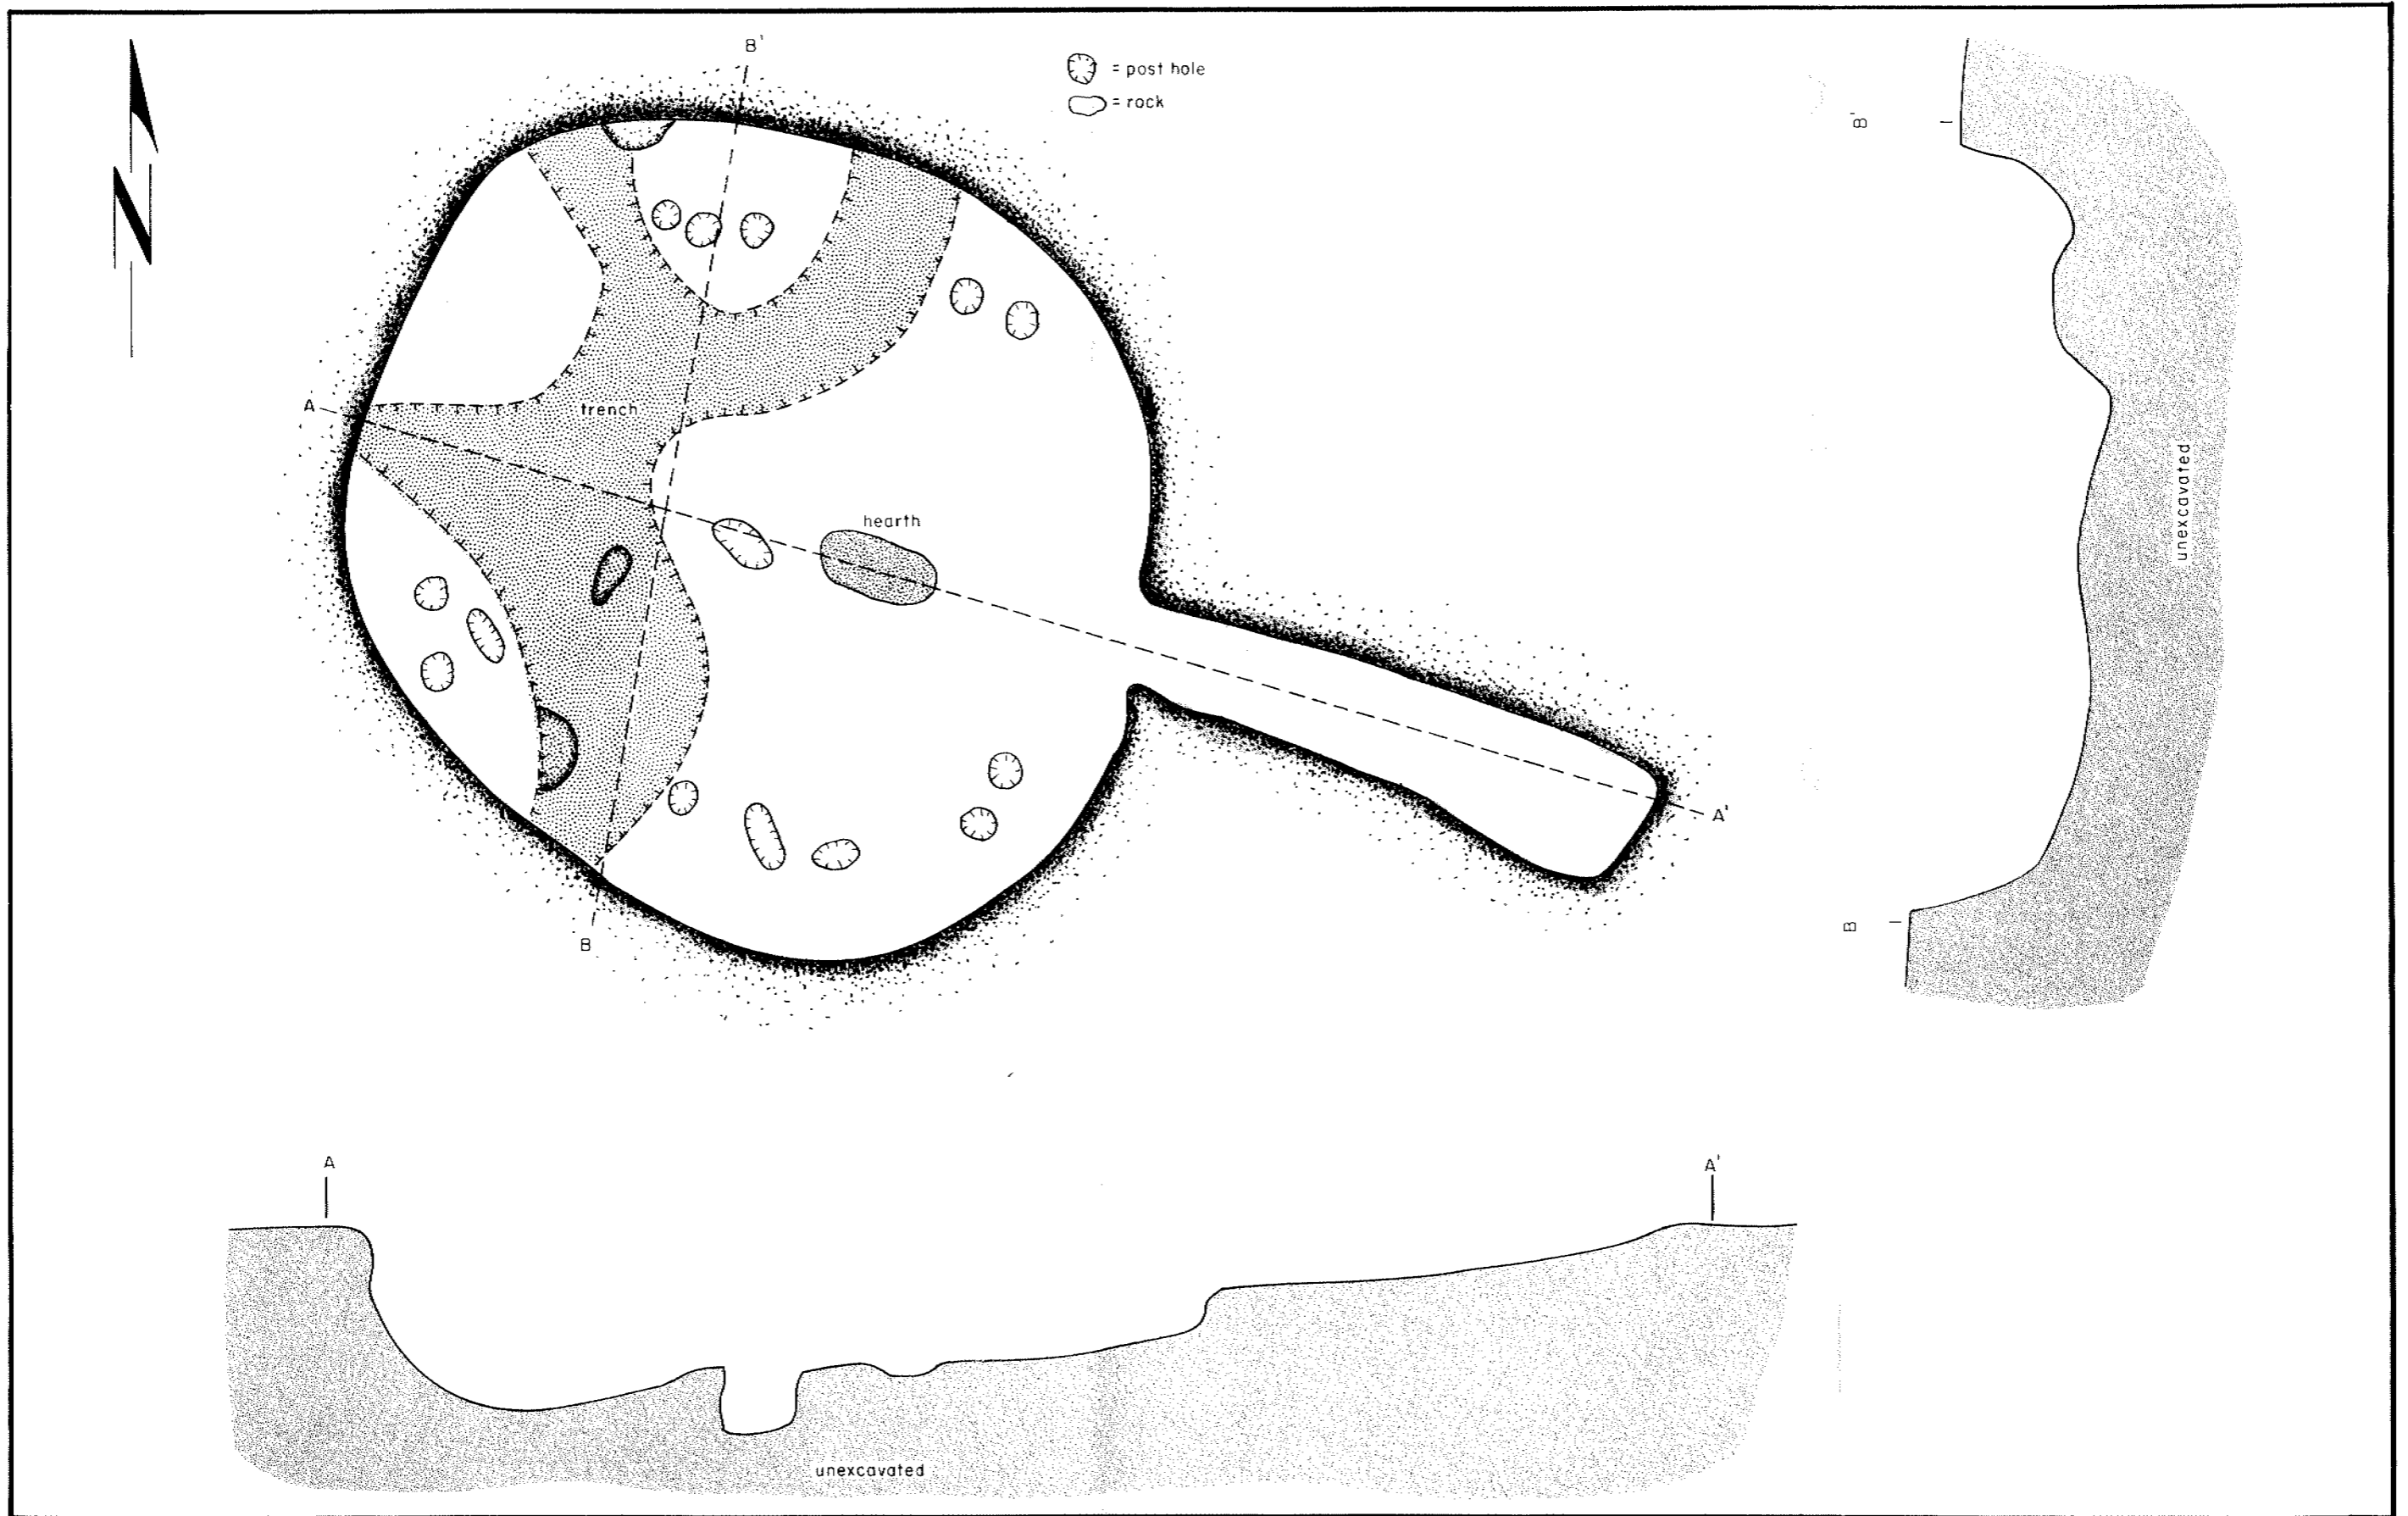 N
B'
= post hole
= rock
A
trench
hearth
A'
B
B'
unexcavated
B
A
A'
unexcavated